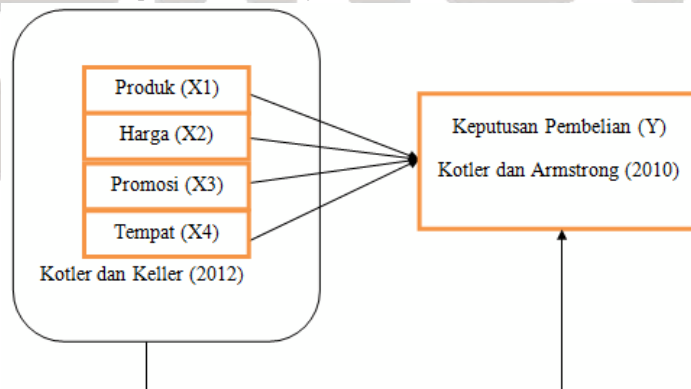 Produk (X1)
Harga (X2)
Promosi (X3)
Tempat (X4)
Kotler dan Keller (2012)
Keputusan Pembelian (Y)
Kotler dan Armstrong (2010)